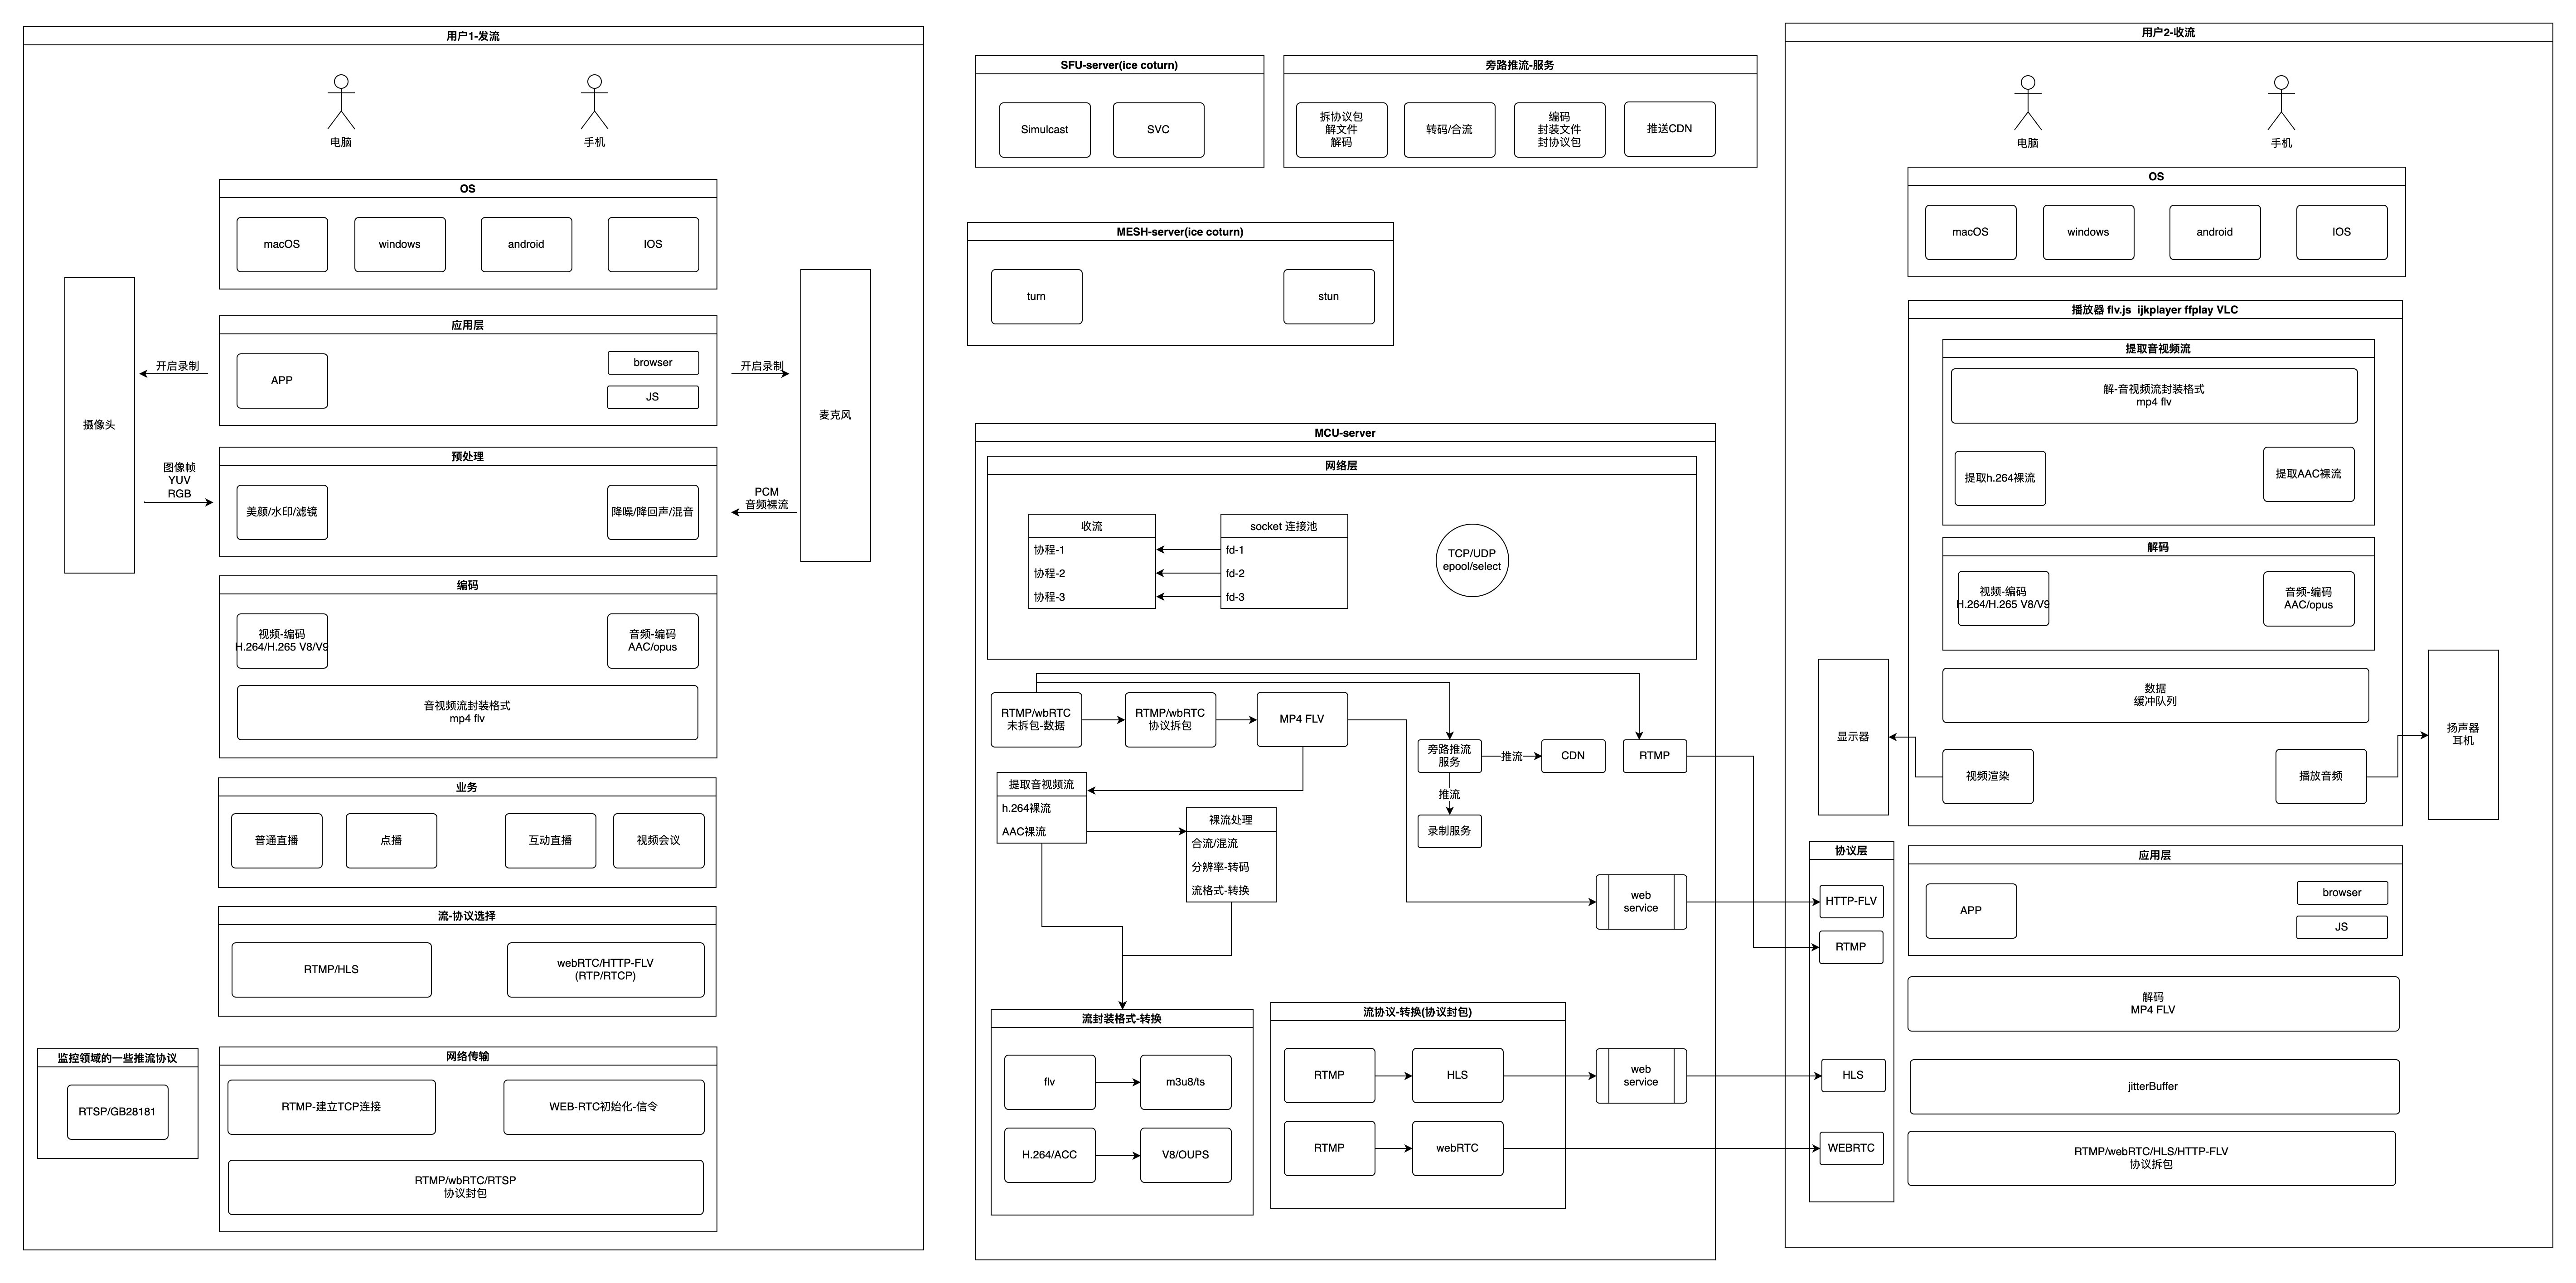 用户1-发流
电脑
手机
OS
macOS
windows
android
IOS
摄像头
麦克风
应用层
APP
browser
JS
开启录制
开启录制
预处理
美颜/水印/滤镜
降噪/降回声/混音
图像帧
YUV
RGB
PCM
音频裸流
编码
视频-编码
H.264/H.265 V8/V9
音频-编码
AAC/opus
音视频流封装格式
mp4 flv
业务
普通直播
点播
互动直播
视频会议
流-协议选择
RTMP/HLS
webRTC/HTTP-FLV
(RTP/RTCP)
监控领域的一些推流协议
RTSP/GB28181
网络传输
RTMP-建立TCP连接
WEB-RTC初始化-信令
RTMP/wbRTC/RTSP
协议封包
SFU-server(ice coturn)
Simulcast
SVC
旁路推流-服务
拆协议包
解文件
解码
转码/合流
编码
封装文件
封协议包
推送CDN
MESH-server(ice coturn)
turn
stun
MCU-server
网络层
收流
协程-1
协程-2
协程-3
socket 连接池
fd-1
fd-2
fd-3
TCP/UDP
epool/select
RTMP/wbRTC
未拆包-数据
RTMP/wbRTC
协议拆包
MP4 FLV
旁路推流
服务
推流
CDN
RTMP
推流
录制服务
提取音视频流
h.264裸流
AAC裸流
裸流处理
合流/混流
分辨率-转码
流格式-转换
web
service
流封装格式-转换
flv
m3u8/ts
H.264/ACC
V8/OUPS
流协议-转换(协议封包)
RTMP
HLS
RTMP
webRTC
web
service
用户2-收流
电脑
手机
OS
macOS
windows
android
IOS
播放器 flv.js  ijkplayer ffplay VLC
提取音视频流
解-音视频流封装格式
mp4 flv
提取h.264裸流
提取AAC裸流
解码
视频-编码
H.264/H.265 V8/V9
音频-编码
AAC/opus
数据
缓冲队列
视频渲染
播放音频
显示器
扬声器
耳机
协议层
HTTP-FLV
RTMP
HLS
WEBRTC
应用层
APP
browser
JS
解码
MP4 FLV
jitterBuffer
RTMP/webRTC/HLS/HTTP-FLV
协议拆包